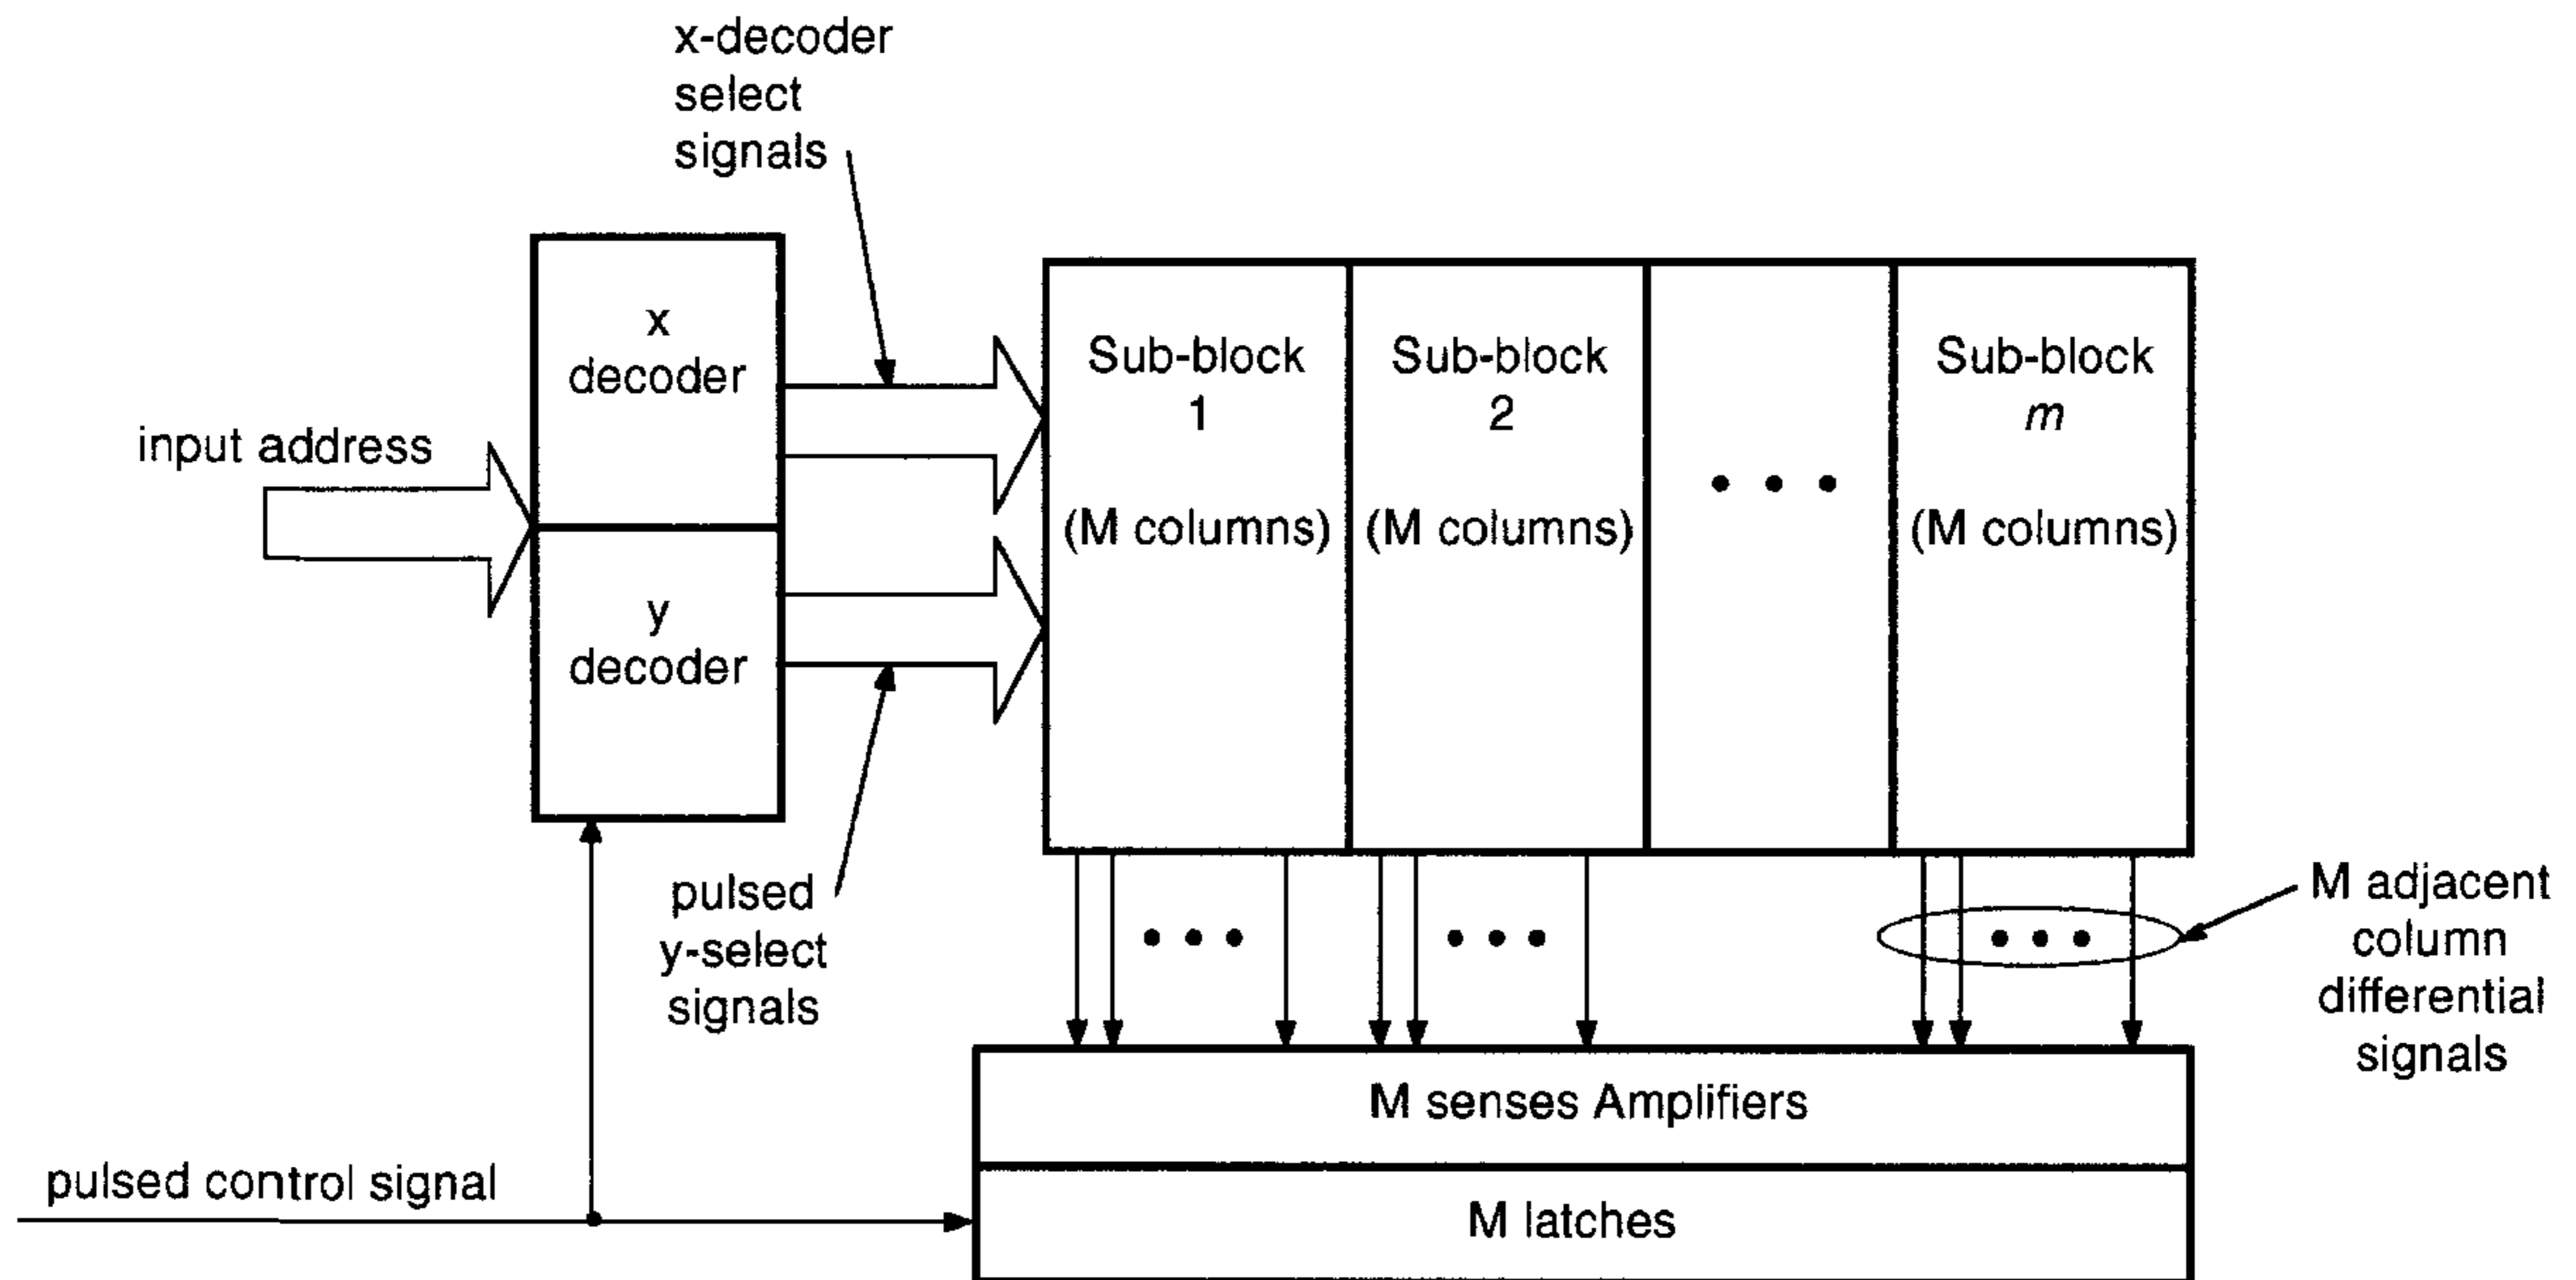 x-decoder
select
signals
x
decoder
input address
y
decoder
pulsed
y-select
signals
Sub-block
1
(M columns)
Sub-block
2
(M columns)
• • •
Sub-block
m
(M columns)
• • •
• • •
• • •
M adjacent
column
differential
signals
M senses Amplifiers
M latches
pulsed control signal